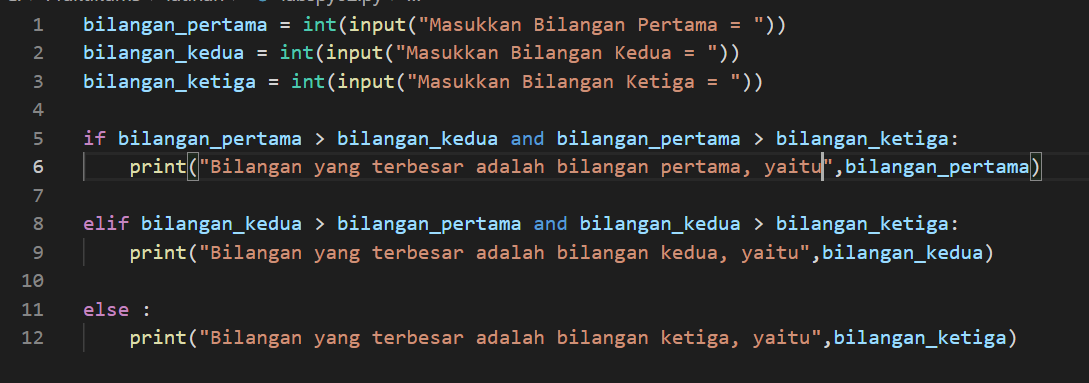 1 bilangan_pertama = int(input("Masukkan Bilangan Pertama = "))
2 bilangan_kedua = int(input("Masukkan Bilangan Kedua = "))
3 bilangan_ketiga = int(input("Masukkan Bilangan Ketiga = "))
4
5 if bilangan_pertama > bilangan_kedua and bilangan_pertama > bilangan_ketiga:
6     print("Bilangan yang terbesar adalah bilangan pertama, yaitu",bilangan_pertama)
7
8 elif bilangan_kedua > bilangan_pertama and bilangan_kedua > bilangan_ketiga:
9     print("Bilangan yang terbesar adalah bilangan kedua, yaitu",bilangan_kedua)
10
11 else :
12     print("Bilangan yang terbesar adalah bilangan ketiga, yaitu",bilangan_ketiga)